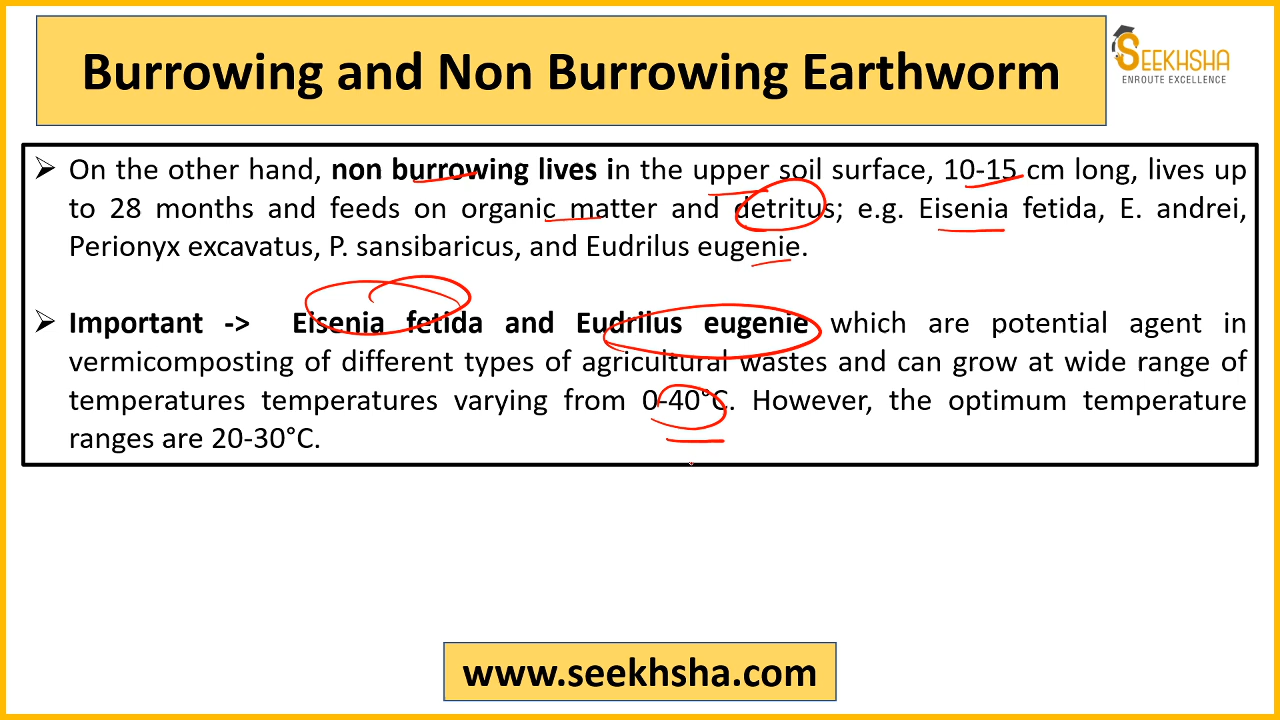 Burrowing and Non Burrowing Earthworm
SEEKHSHA
ENROUTE EXCELLENCE
➢ On the other hand, non burrowing lives in the upper soil surface, 10-15 cm long, lives up
to 28 months and feeds on organic matter and detritus; e.g. Eisenia fetida, E. andrei,
Perionyx excavatus, P. sansibaricus, and Eudrilus eugenie.
➢ Important -> Eisenia fetida and Eudrilus eugenie which are potential agent in
vermicomposting of different types of agricultural wastes and can grow at wide range of
temperatures temperatures varying from 0-40°C. However, the optimum temperature
ranges are 20-30°C.
www.seekhsha.com